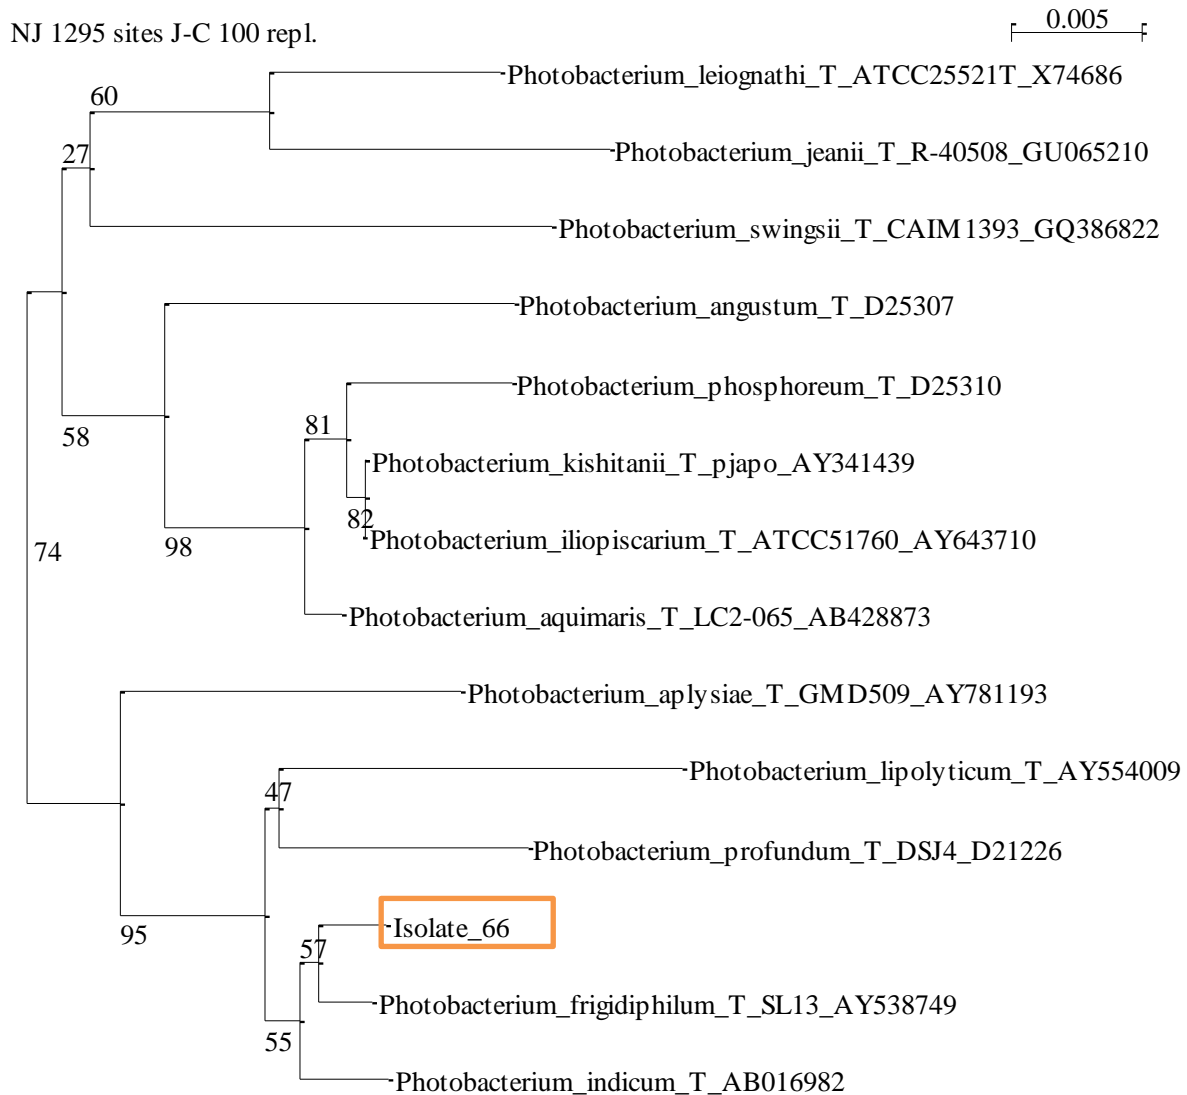 NJ 1295 sites J-C 100 repl.
0.005
Photobacterium_leiognathi_T_ATCC25521T_X74686
60
Photobacterium_jeanii_T_R-40508_GU065210
27
Photobacterium_swingsii_T_CAIM1393_GQ386822
Photobacterium_angustum_T_D25307
Photobacterium_phosphoreum_T_D25310
81
58
Photobacterium_kishitanii_T_pjapo_AY341439
82
Photobacterium_iliopiscarium_T_ATCC51760_AY643710
98
74
Photobacterium_aquimaris_T_LC2-065_AB428873
Photobacterium_aplysiae_T_GMD509_AY781193
Photobacterium_lipolyticum_T_AY554009
47
Photobacterium_profundum_T_DSJ4_D21226
Isolate_66
95
57
Photobacterium_frigidiphilum_T_SL13_AY538749
55
Photobacterium_indicum_T_AB016982